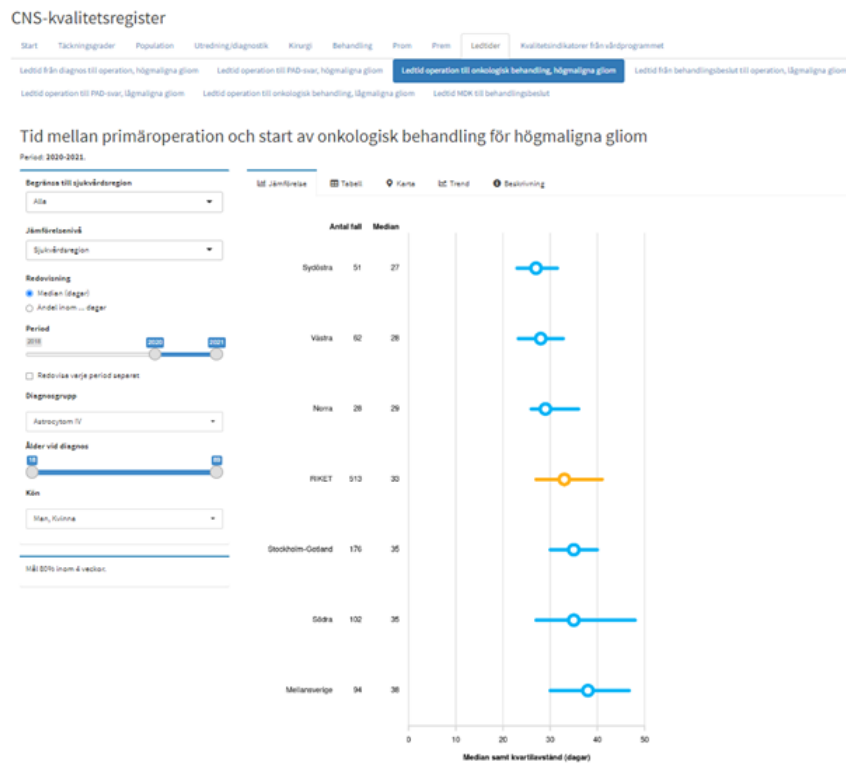 CNS-kvalitetsregister
Start Täckningsgrader Population Utredning/diagnostik Kirurgi Behandling Prom Prem Ledtider Kvalitetsindikatorer från vårdprogrammet
Ledtid från diagnos till operation, högmaligna gliom Ledtid operation till PAD-svar, högmaligna gliom Ledtid operation till onkologisk behandling, högmaligna gliom Ledtid från behandlingsbeslut till operation, lågmaligna gliom
Ledtid operation till PAD-svar, lågmaligna gliom Ledtid operation till onkologisk behandling, lågmaligna gliom Ledtid MDK till behandlingsbeslut
Tid mellan primäroperation och start av onkologisk behandling för högmaligna gliom
Period: 2020-2021.
Begränsa till sjukvårdsregion
Alla
Jämförelsenivå
Sjukvårdsregion
Redovisning
Median (dagar)
Andel inom ... dagar
Period
2020 2021
Redovisa varje period separat
Diagnosgrupp
Astrocytom IV
Ålder vid diagnos
Kön
Man, Kvinna
Mål 80% inom 4 veckor.
Jämförelse Tabell Karta Trend Beskrivning
Antal fall Median
Sydöstra 51 27
Västra 62 28
Norra 28 29
RIKET 513 33
Stockholm-Gotland 176 35
Södra 102 35
Mellansverige 94 38
0 10 20 30 40 50
Median samt kvartilavstånd (dagar)